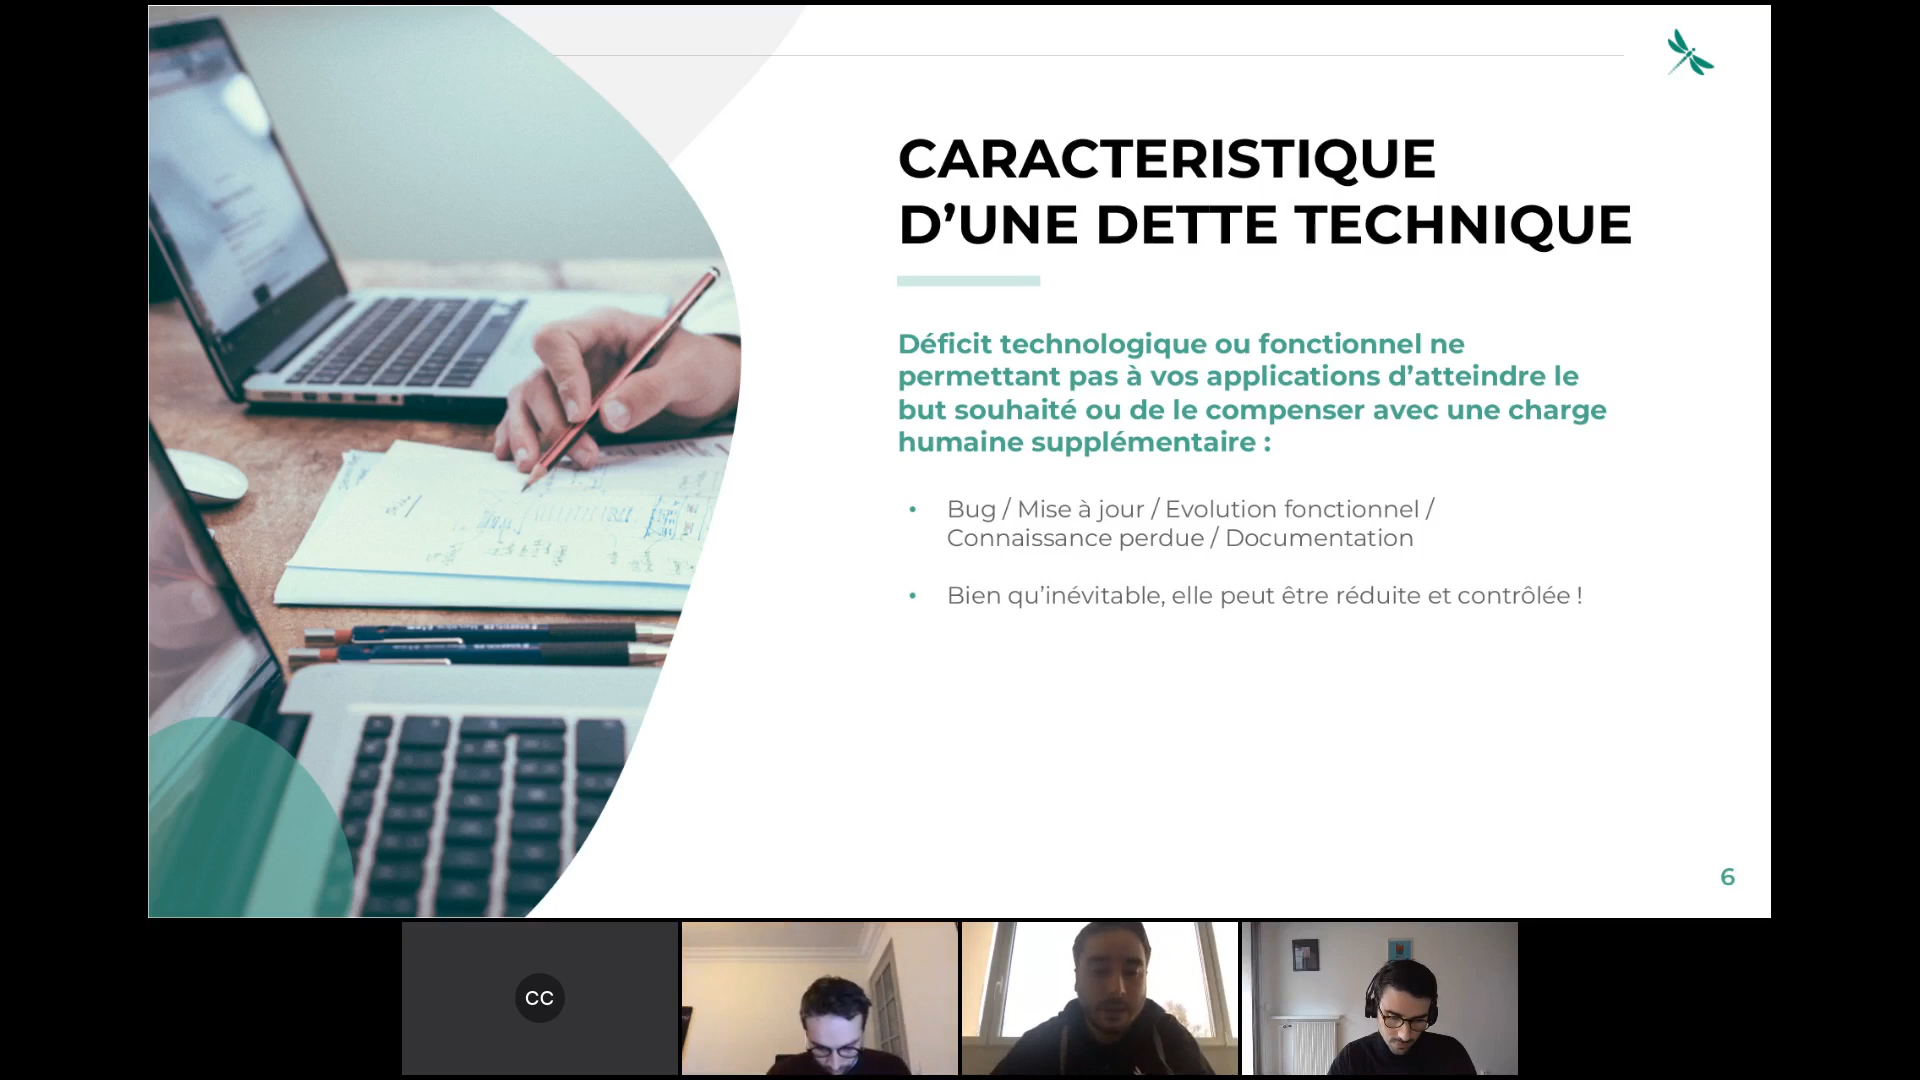 CARACTERISTIQUE
D’UNE DETTE TECHNIQUE
Déficit technologique ou fonctionnel ne
permettant pas à vos applications d’atteindre le
but souhaité ou de le compenser avec une charge
humaine supplémentaire :
• Bug / Mise à jour / Evolution fonctionnel /
Connaissance perdue / Documentation
• Bien qu’inévitable, elle peut être réduite et contrôlée !
6
CC